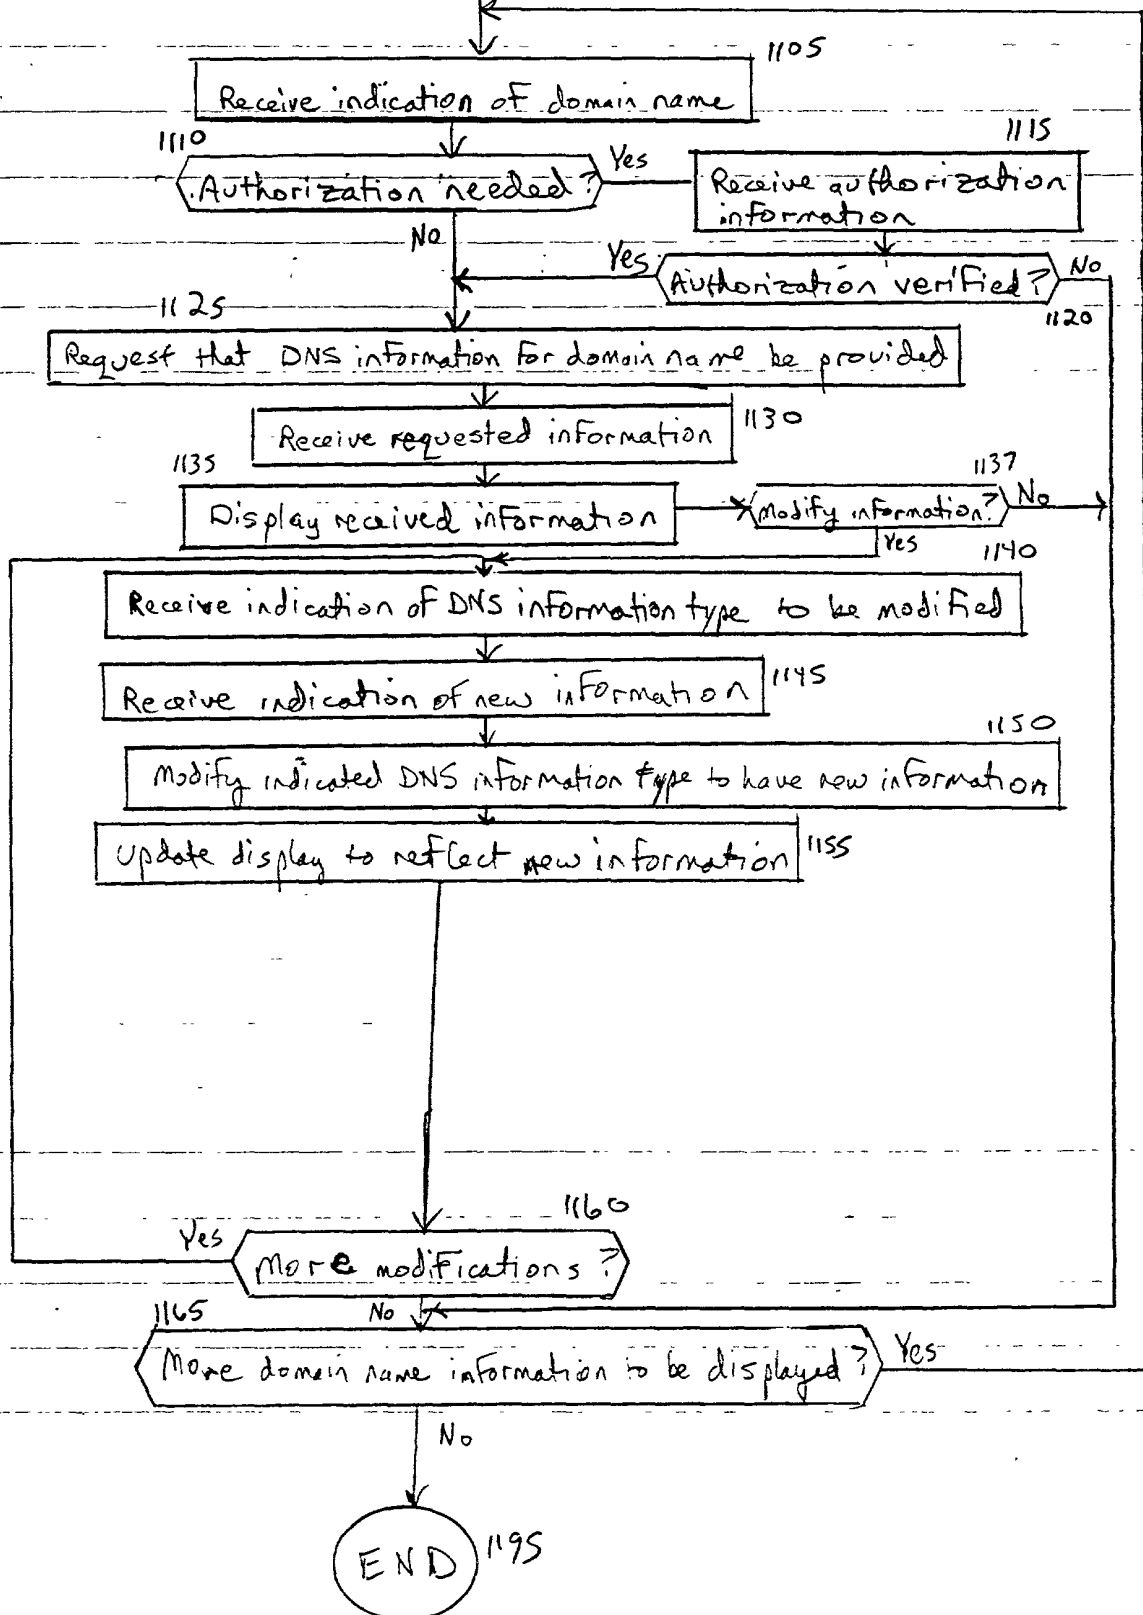 1105
Receive indication of domain name
1110
1115
Authorization needed?
Yes
Receive authorization
information
No
Yes
Authorization verified?
No
1120
1125
Request that DNS information for domain name be provided
1130
Receive requested information
1135
1137
Display received information
Modify information?
No
Yes
1140
Receive indication of DNS information type to be modified
Receive indication of new information
1145
1150
Modify indicated DNS information type to have new information
Update display to reflect new information
1155
1160
Yes
More modifications?
1165
No
More domain name information to be displayed?
Yes
No
END
1195